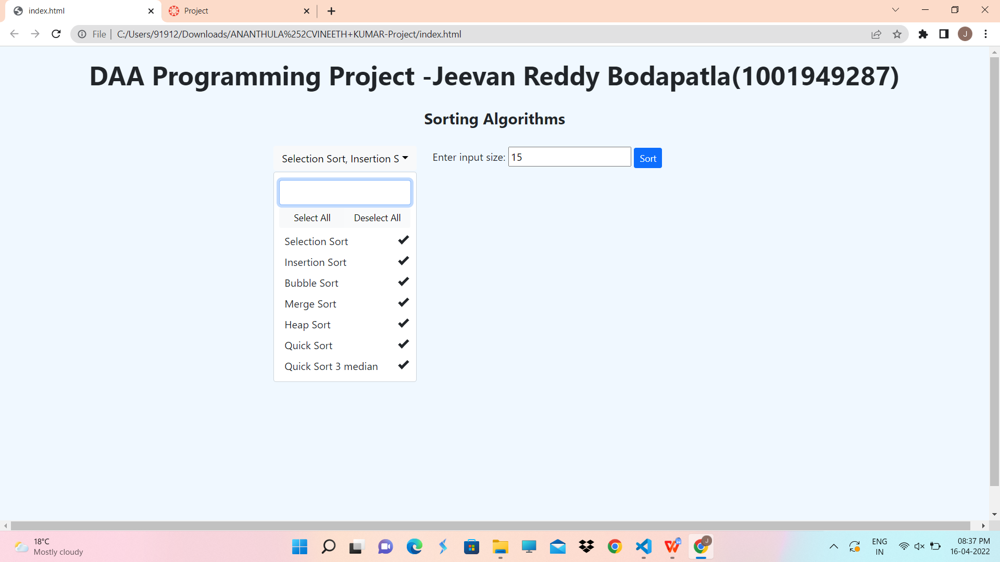 index.html
Project
File
C:/Users/91912/Downloads/ANANTHULA%252CVINEETH+KUMAR-Project/index.html
J
DAA Programming Project -Jeevan Reddy Bodapatla(1001949287)
Sorting Algorithms
Selection Sort, Insertion S
Enter input size: 15 Sort
Select All Deselect All
Selection Sort
Insertion Sort
Bubble Sort
Merge Sort
Heap Sort
Quick Sort
Quick Sort 3 median
18°C
Mostly cloudy
ENG
IN
08:37 PM
16-04-2022